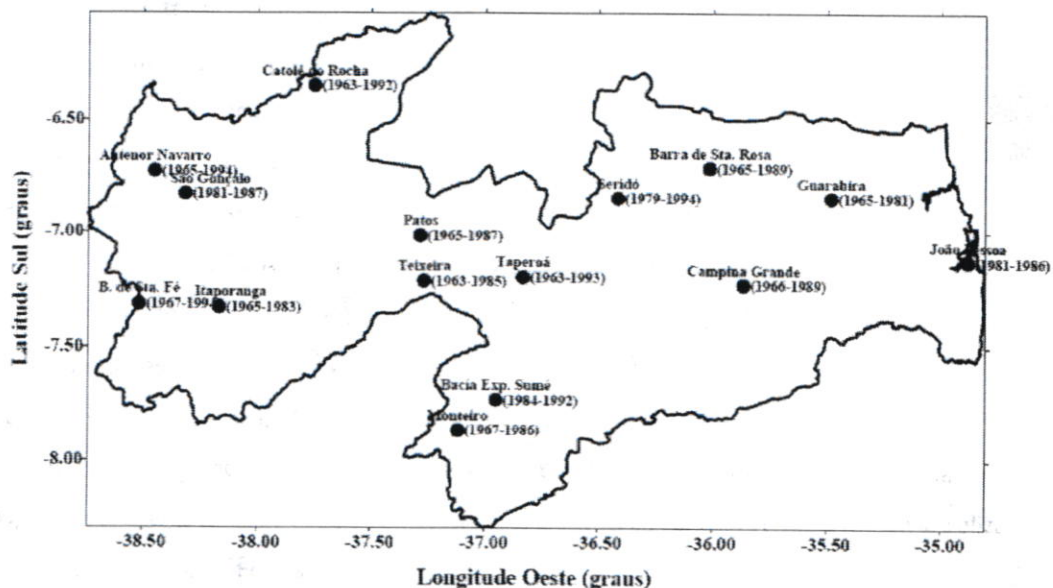 Catolé do Rocha
(1963-1992)
-6.50
Antenor Navarro
(1965-1994)
São Gonçalo
(1981-1987)
Barra de Sta. Rosa
(1965-1989)
Seridó
(1979-1994)
Guarabira
(1965-1981)
-7.00
Patos
(1965-1987)
João Pessoa
(1981-1986)
Teixeira
(1963-1985)
Taperoá
(1963-1993)
Campina Grande
(1966-1989)
B. de Sta. Fé
(1967-1994)
Itaporanga
(1965-1983)
-7.50
Bacia Exp. Sumé
(1984-1992)
Monteiro
(1967-1986)
-8.00
Latitude Sul (graus)
-38.50
-38.00
-37.50
-37.00
-36.50
-36.00
-35.50
-35.00
Longitude Oeste (graus)